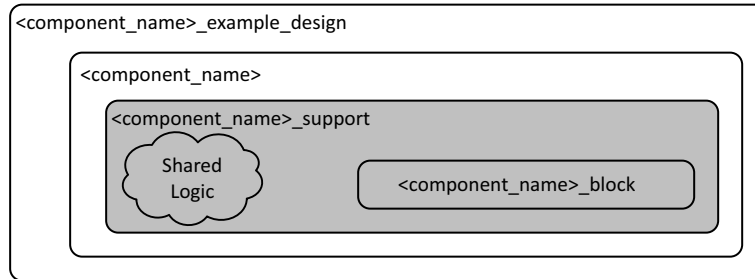 <component_name>_example_design
<component_name>
<component_name>_support
Shared
Logic
<component_name>_block